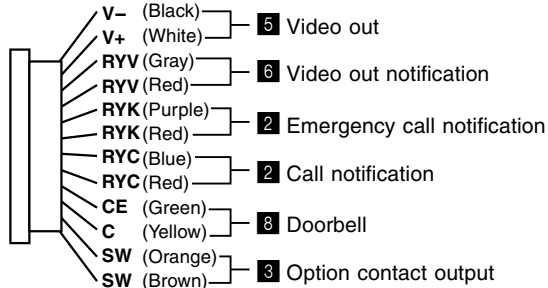 V– (Black)
V+ (White)
5 Video out
RYV (Gray)
RYV (Red)
6 Video out notification
RYK (Purple)
RYK (Red)
2 Emergency call notification
RYC (Blue)
RYC (Red)
2 Call notification
CE (Green)
C (Yellow)
8 Doorbell
SW (Orange)
SW (Brown)
3 Option contact output